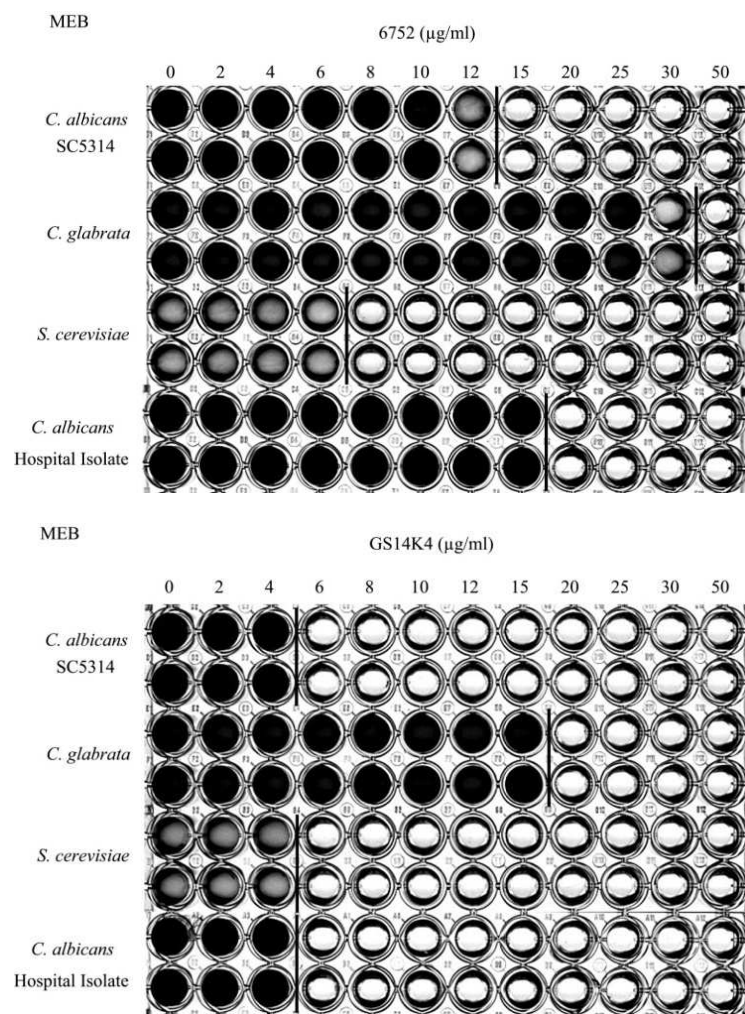 MEB
6752 (µg/ml)
0 2 4 6 8 10 12 15 20 25 30 50
C. albicans
SC5314
C. glabrata
S. cerevisiae
C. albicans
Hospital Isolate
MEB
GS14K4 (µg/ml)
0 2 4 6 8 10 12 15 20 25 30 50
C. albicans
SC5314
C. glabrata
S. cerevisiae
C. albicans
Hospital Isolate